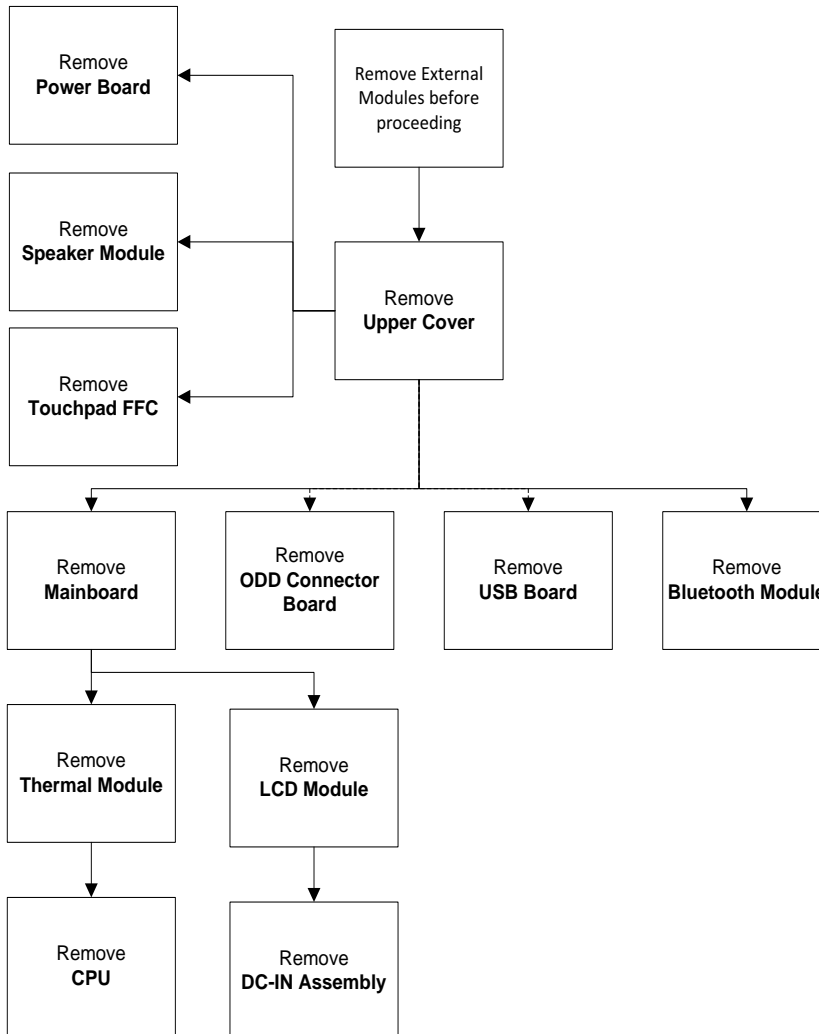 Remove
Power Board
Remove External
Modules before
proceeding
Remove
Speaker Module
Remove
Upper Cover
Remove
Touchpad FFC
Remove
Mainboard
Remove
ODD Connector
Board
Remove
USB Board
Remove
Bluetooth Module
Remove
Thermal Module
Remove
LCD Module
Remove
CPU
Remove
DC-IN Assembly